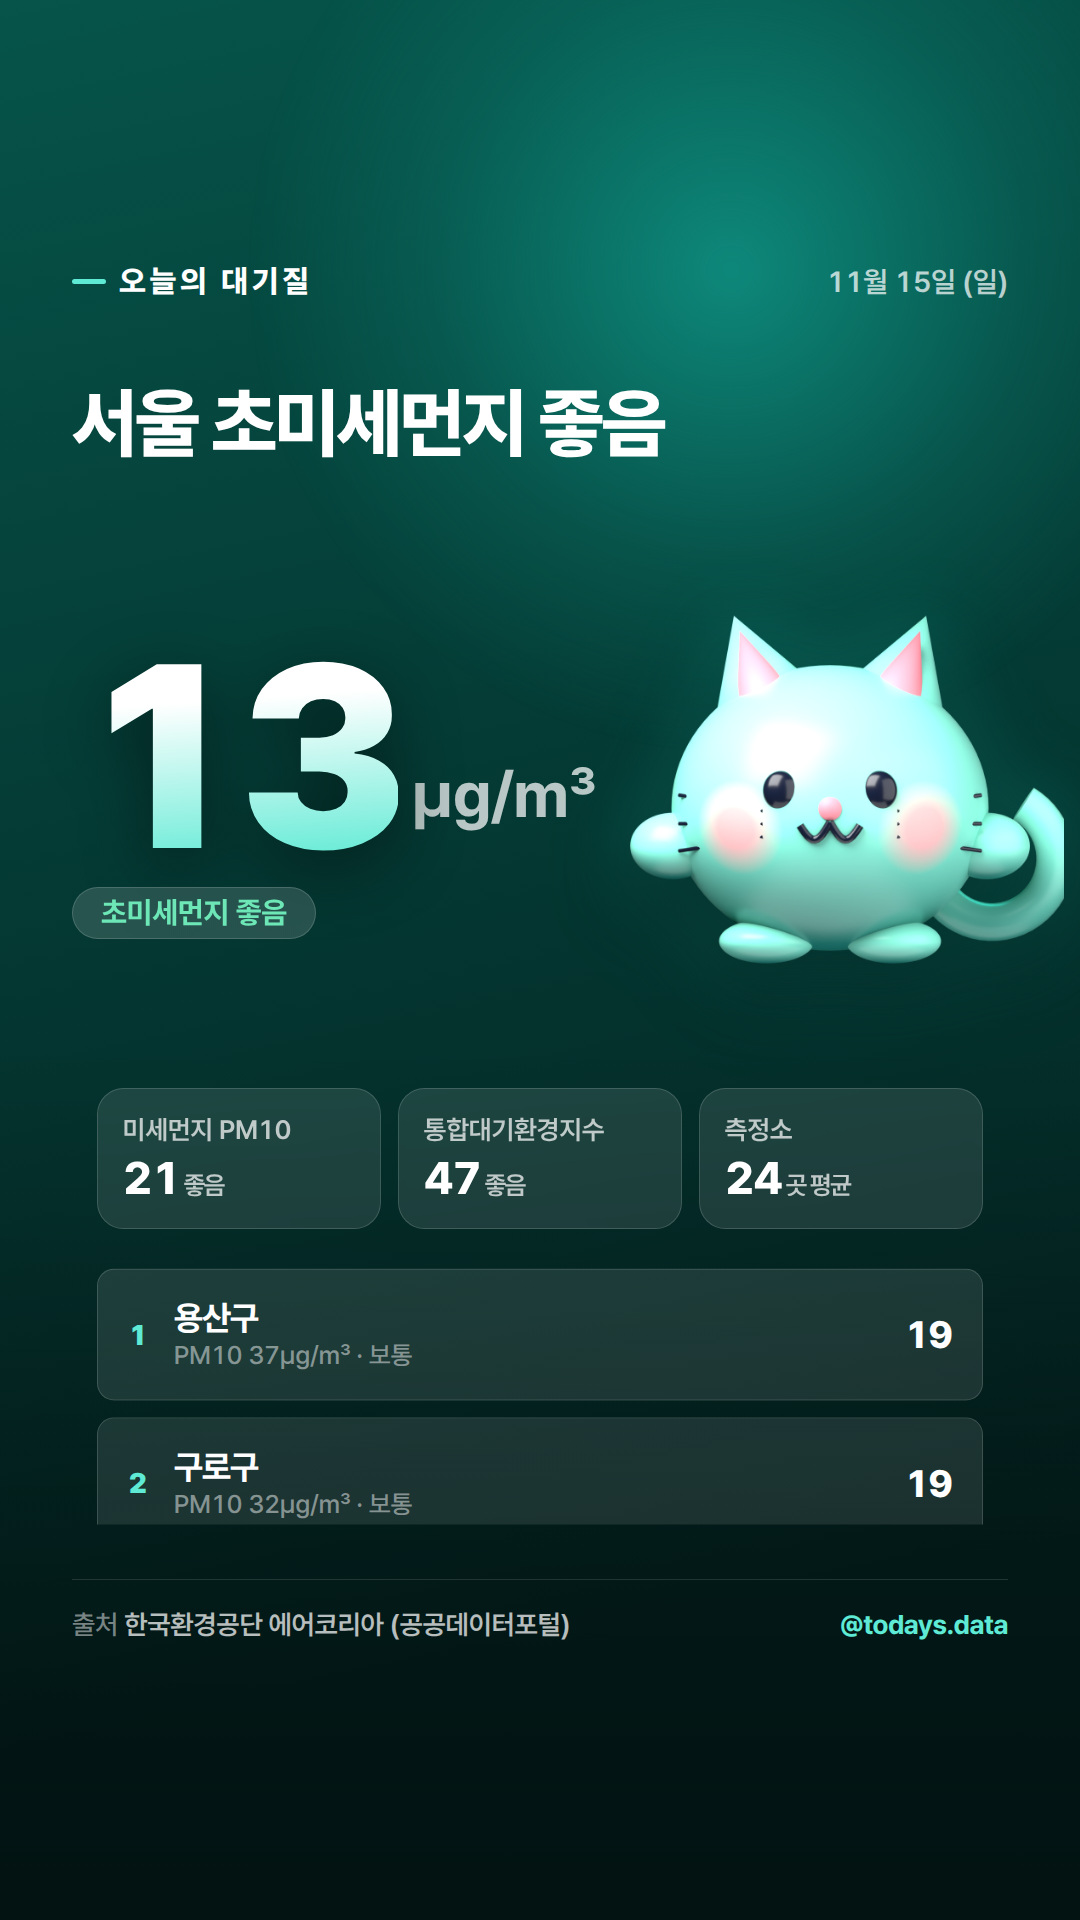 오늘의 대기질
11월 15일 (일)
서울 초미세먼지 좋음
13 µg/m³
초미세먼지 좋음
미세먼지 PM10
21 좋음
통합대기환경지수
47 좋음
측정소
24곳 평균
1
용산구
PM10 37µg/m³ · 보통
19
2
구로구
PM10 32µg/m³ · 보통
19
출처 한국환경공단 에어코리아 (공공데이터포털)
@todays.data